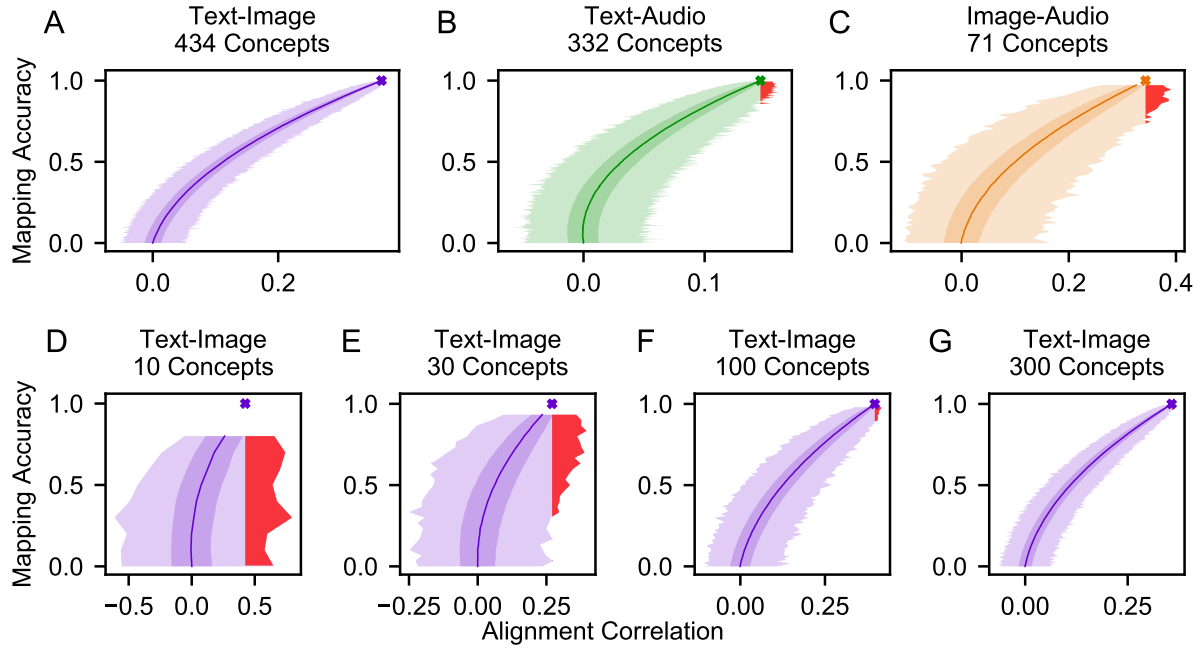 A
Text-Image
434 Concepts
B
Text-Audio
332 Concepts
C
Image-Audio
71 Concepts
Mapping Accuracy
1.0
0.5
0.0
0.0
0.2
0.0
0.1
0.0
0.2
0.4
D
Text-Image
10 Concepts
E
Text-Image
30 Concepts
F
Text-Image
100 Concepts
G
Text-Image
300 Concepts
Mapping Accuracy
1.0
0.5
0.0
1.0
0.5
0.0
1.0
0.5
0.0
1.0
0.5
0.0
1.0
0.5
0.0
1.0
0.5
0.0
−0.5
0.0
0.5
−0.25
0.00
0.25
0.00
0.25
0.00
0.25
Alignment Correlation